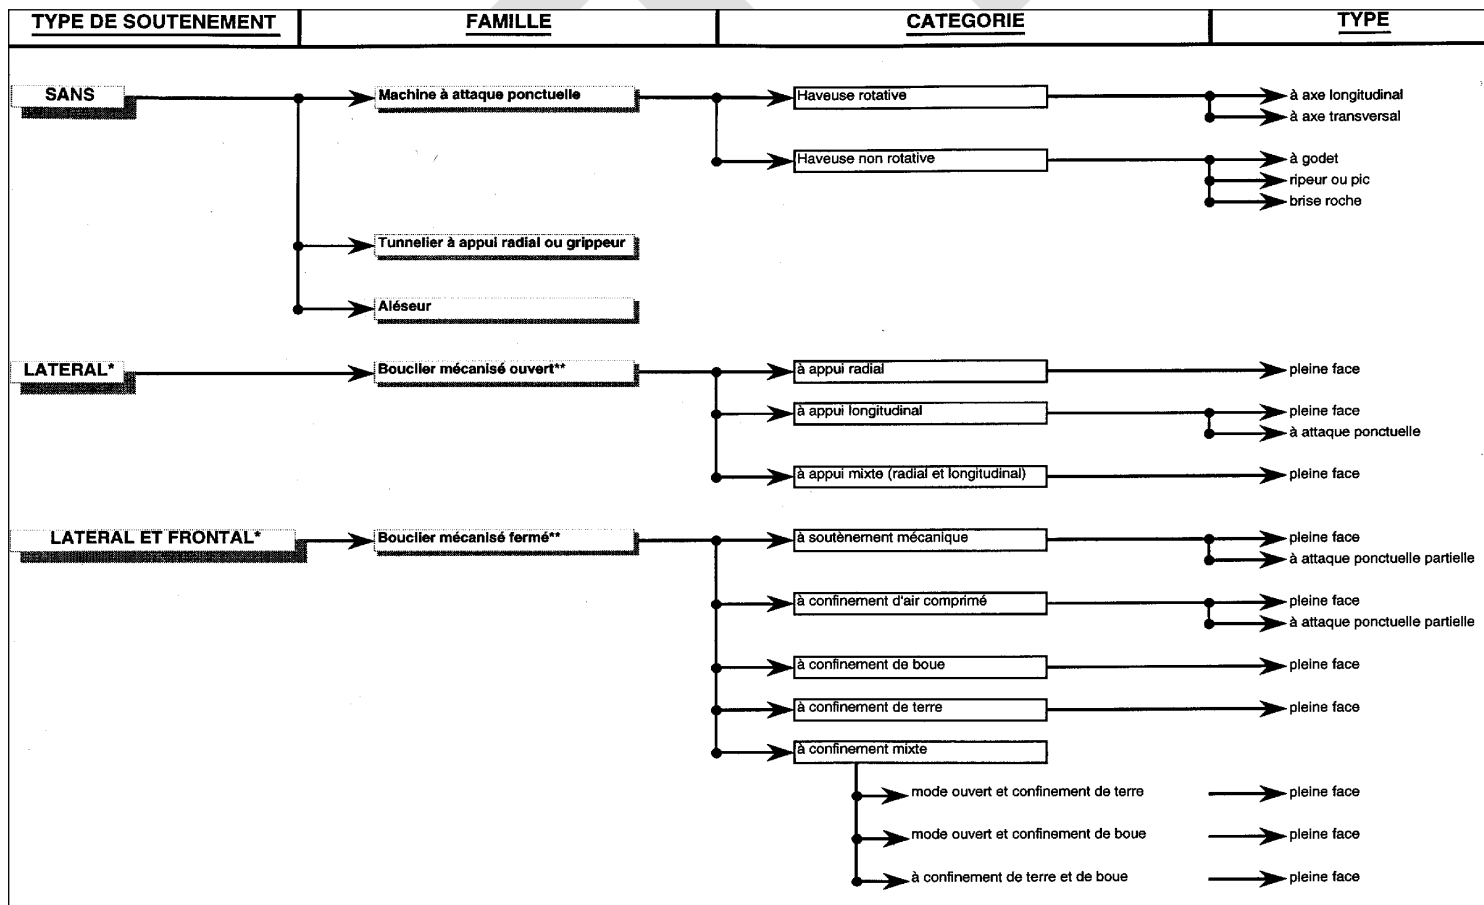 TYPE DE SOUTENEMENT FAMILLE CATEGORIE TYPE
SANS Machine à attaque ponctuelle Haveuse rotative à axe longitudinal
à axe transversal
Haveuse non rotative à godet
ripeur ou pic
brise roche
Tunnelier à appui radial ou grippeur
Aléseur
LATERAL* Bouclier mécanisé ouvert** à appui radial pleine face
à appui longitudinal pleine face
à attaque ponctuelle
à appui mixte (radial et longitudinal) pleine face
LATERAL ET FRONTAL* Bouclier mécanisé fermé** à soutènement mécanique pleine face
à attaque ponctuelle partielle
à confinement d'air comprimé pleine face
à attaque ponctuelle partielle
à confinement de boue pleine face
à confinement de terre pleine face
à confinement mixte
mode ouvert et confinement de terre pleine face
mode ouvert et confinement de boue pleine face
à confinement de terre et de boue pleine face